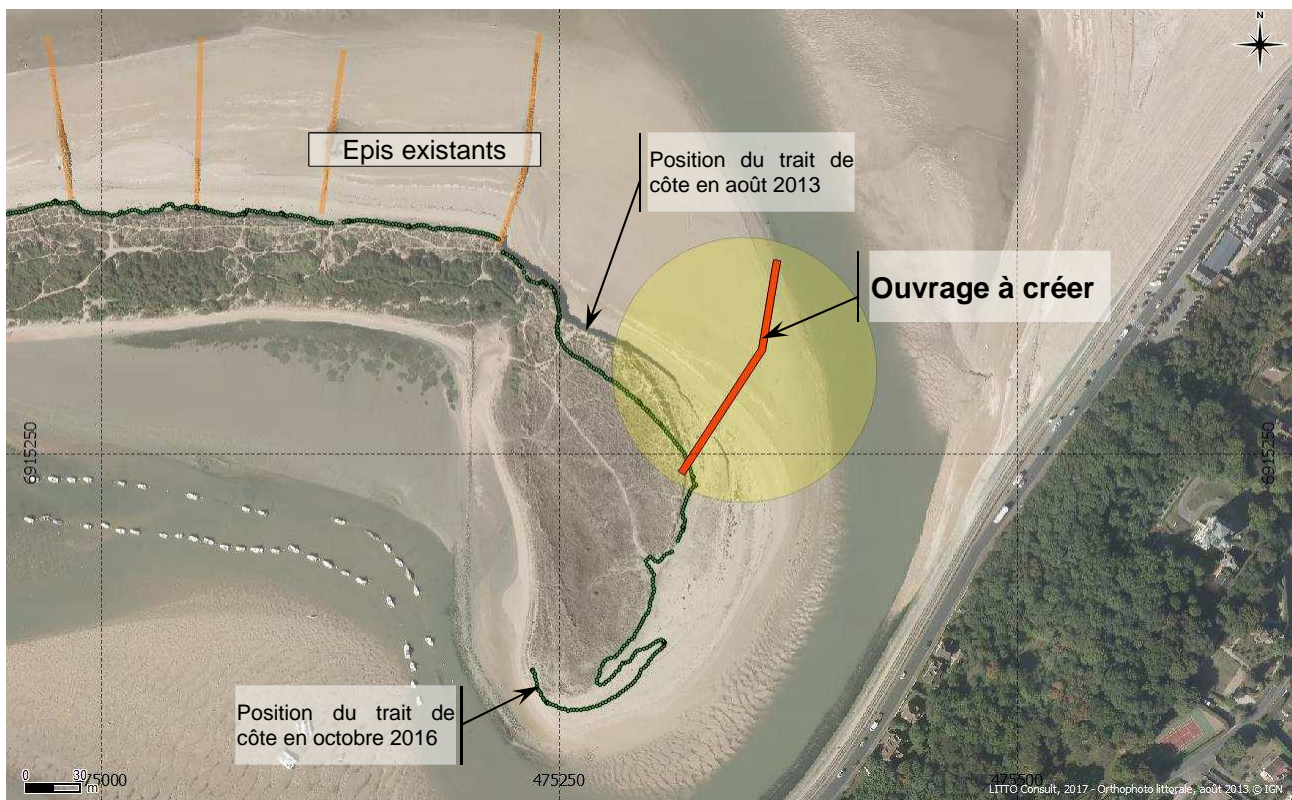 N
Epis existants
Position du trait de
côte en août 2013
Ouvrage à créer
6915250
6915250
Position du trait de
côte en octobre 2016
0 30
m
475000
475250
475500
LITTO Consult, 2017 - Orthophoto littorale, août 2013 © IGN